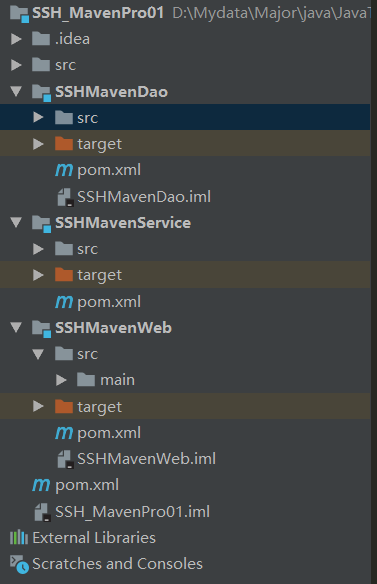 SSH_MavenPro01 D:\Mydata\Major\java\JavaT
.idea
src
SSHMavenDao
src
target
pom.xml
SSHMavenDao.iml
SSHMavenService
src
target
pom.xml
SSHMavenWeb
src
main
target
pom.xml
SSHMavenWeb.iml
pom.xml
SSH_MavenPro01.iml
External Libraries
Scratches and Consoles